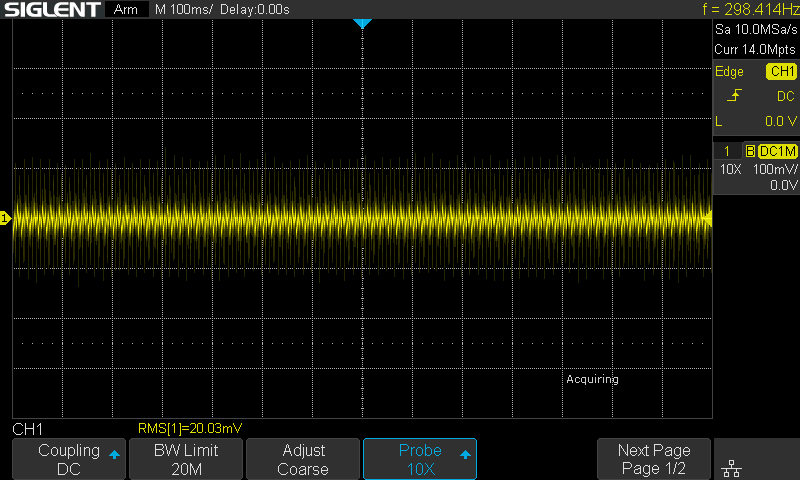 SIGLENT Arm M 100ms/ Delay:0.00s f = 298.414Hz
Sa 10.0MSa/s
Curr 14.0Mpts
Edge CH1
DC
L 0.0 V
1 B DC1M
10X 100mV/
0.0V
1
Acquiring
CH1 RMS[1]=20.03mV
Coupling
DC
BW Limit
20M
Adjust
Coarse
Probe
10X
Next Page
Page 1/2